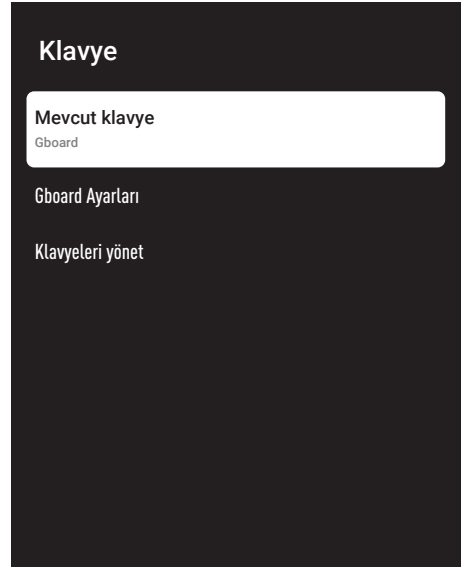 Klavye
Mevcut klavye
Gboard
Gboard Ayarları
Klavyeleri yönet